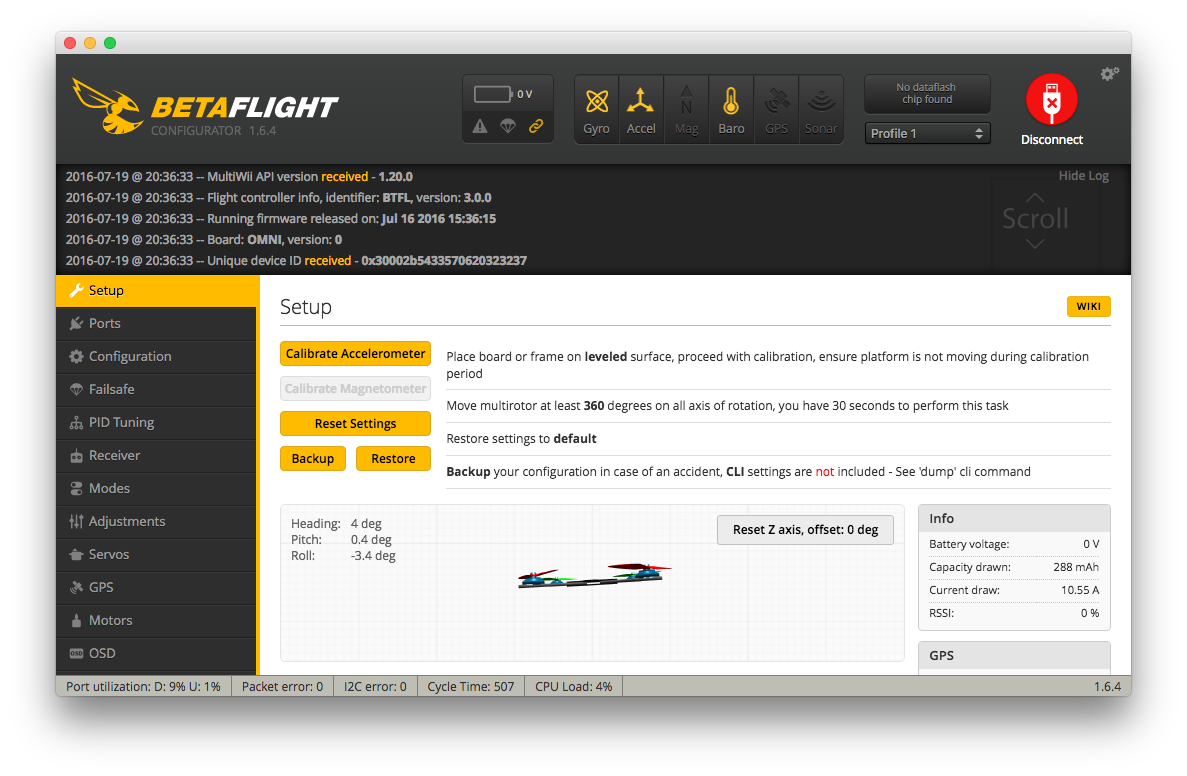 BETAFLIGHT
CONFIGURATOR 1.6.4
0 V
Gyro
Accel
N
Mag
Baro
GPS
Sonar
No dataflash
chip found
Profile 1
Disconnect
2016-07-19 @ 20:36:33 -- MultiWii API version received - 1.20.0
2016-07-19 @ 20:36:33 -- Flight controller info, identifier: BTFL, version: 3.0.0
2016-07-19 @ 20:36:33 -- Running firmware released on: Jul 16 2016 15:36:15
2016-07-19 @ 20:36:33 -- Board: OMNI, version: 0
2016-07-19 @ 20:36:33 -- Unique device ID received - 0x30002b5433570620323237
Hide Log
Scroll
Setup
Ports
Configuration
Failsafe
PID Tuning
Receiver
Modes
Adjustments
Servos
GPS
Motors
OSD
OSD
Setup
WIKI
Calibrate Accelerometer
Place board or frame on leveled surface, proceed with calibration, ensure platform is not moving during calibration
period
Calibrate Magnetometer
Move multirotor at least 360 degrees on all axis of rotation, you have 30 seconds to perform this task
Reset Settings
Restore settings to default
Backup
Restore
Backup your configuration in case of an accident, CLI settings are not included - See 'dump' cli command
Heading: 4 deg
Pitch: 0.4 deg
Roll: -3.4 deg
Reset Z axis, offset: 0 deg
Info
Battery voltage: 0 V
Capacity drawn: 288 mAh
Current draw: 10.55 A
RSSI: 0 %
GPS
Port utilization: D: 9% U: 1%
Packet error: 0
I2C error: 0
Cycle Time: 507
CPU Load: 4%
1.6.4